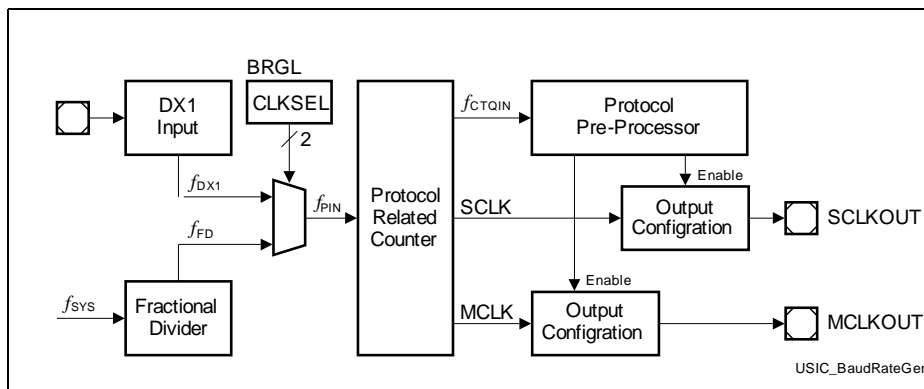 BRGL
CLKSEL
2
DX1
Input
fDX1
fFD
fPIN
fSYS
Fractional
Divider
Protocol
Related
Counter
fCTQIN
Protocol
Pre-Processor
Enable
SCLK
Output
Configration
SCLKOUT
Enable
MCLK
Output
Configration
MCLKOUT
USIC_BaudRateGen